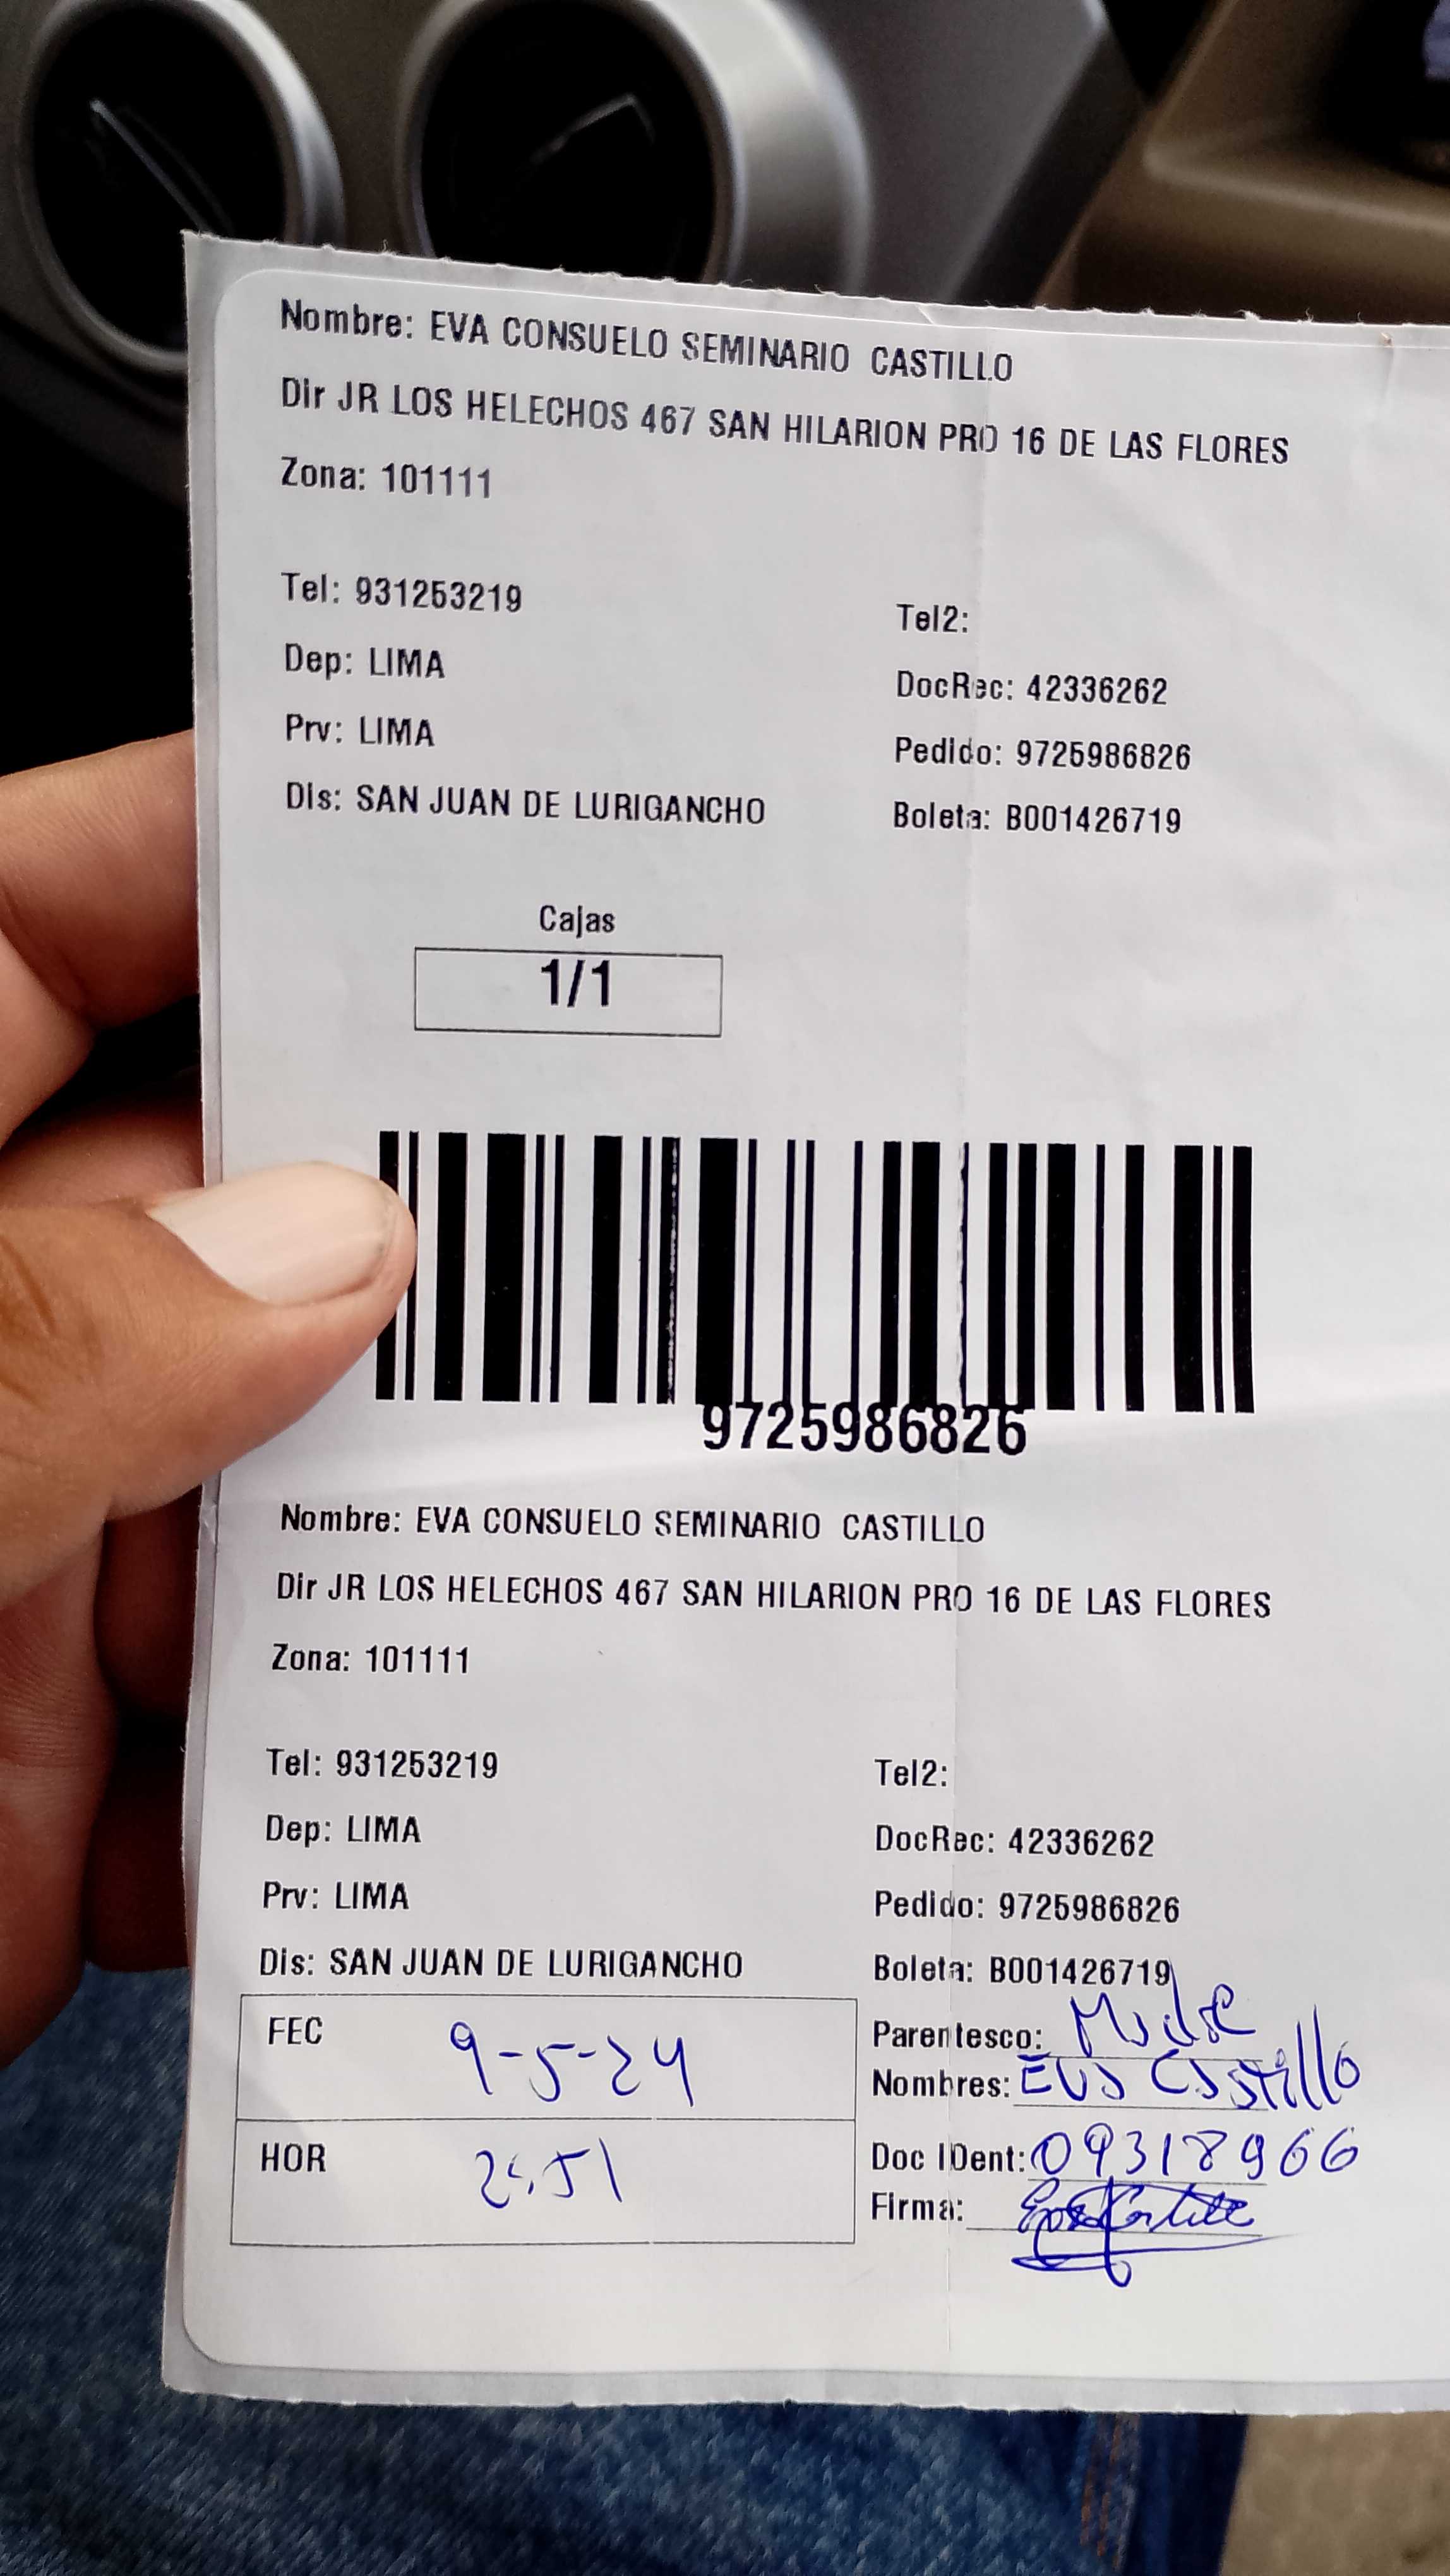 Nombre: EVA CONSUELO SEMINARIO CASTILLO
Dir JR LOS HELECHOS 467 SAN HILARION PRO 16 DE LAS FLORES
Zona: 101111
Tel: 931253219
Tel2:
Dep: LIMA
DocRec: 42336262
Prv: LIMA
Pedido: 9725986826
Dis: SAN JUAN DE LURIGANCHO
Boleta: B001426719
Cajas
1/1
9725986826
Nombre: EVA CONSUELO SEMINARIO CASTILLO
Dir JR LOS HELECHOS 467 SAN HILARION PRO 16 DE LAS FLORES
Zona: 101111
Tel: 931253219
Tel2:
Dep: LIMA
DocRec: 42336262
Prv: LIMA
Pedido: 9725986826
Dis: SAN JUAN DE LURIGANCHO
Boleta: B001426719
FEC 9-5-24
Parentesco: Madre
Nombres: Eva Castillo
HOR
Doc IDent: 09318966
Firma: